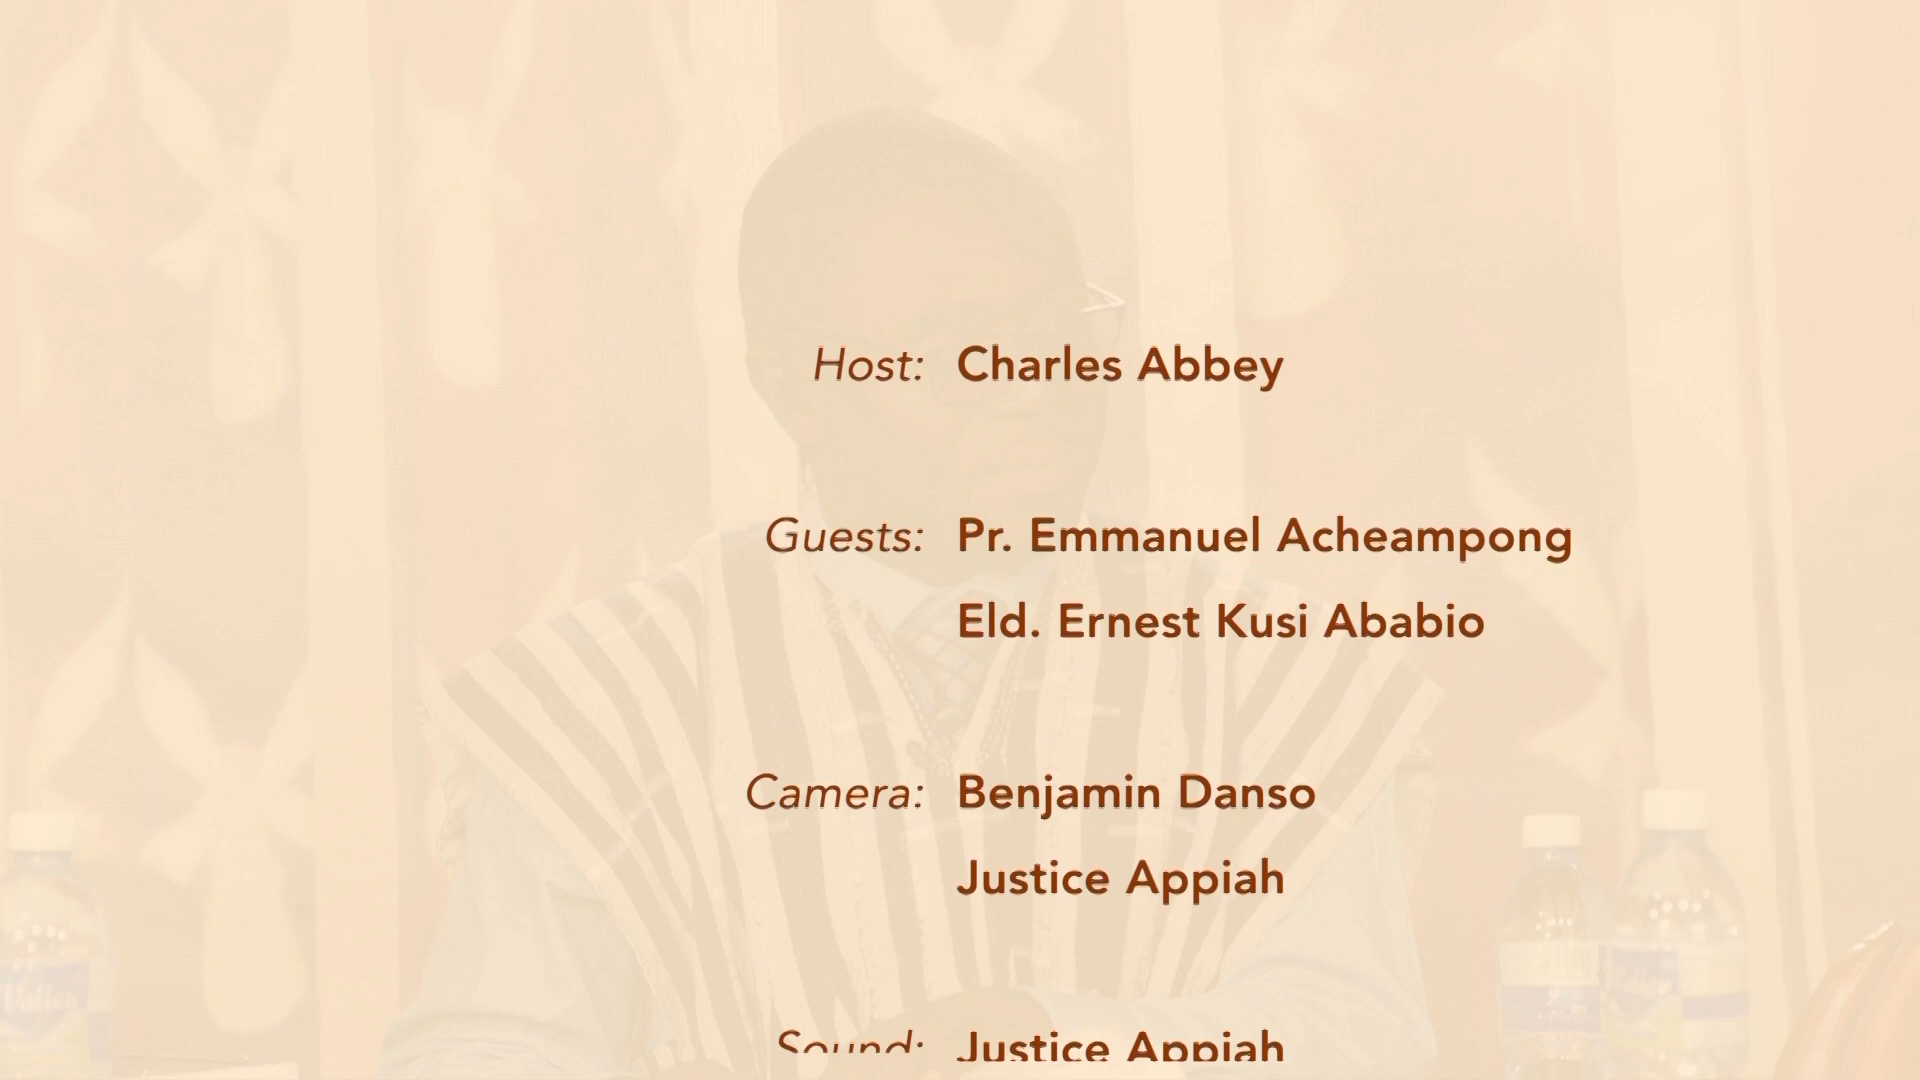 Host: Charles Abbey
Guests: Pr. Emmanuel Acheampong
Eld. Ernest Kusi Ababio
Camera: Benjamin Danso
Justice Appiah
Sound: Justice Appiah